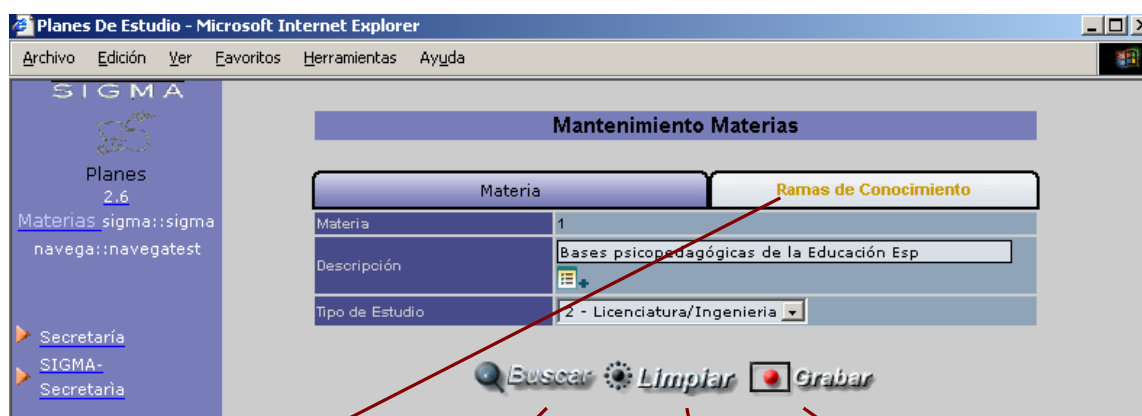 Planes De Estudio - Microsoft Internet Explorer
Archivo Edición Ver Favoritos Herramientas Ayuda
SIGMA
Mantenimiento Materias
Planes
2.6
Materias sigma::sigma
navega::navegatest
Materia Ramas de Conocimiento
Materia 1
Descripción Bases psicopedagógicas de la Educación Esp
Tipo de Estudio 2 - Licenciatura/Ingenieria
Secretaría
SIGMA-
Secretarìa
Buscar Limpiar Grabar